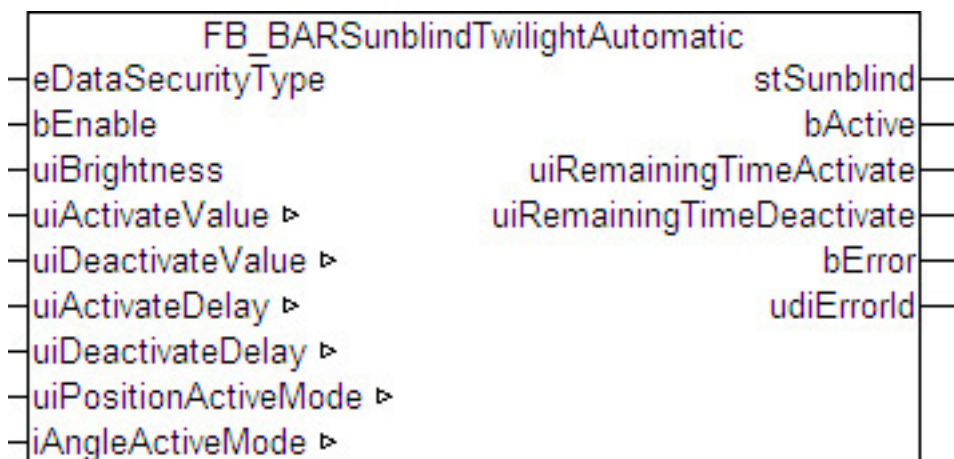 FB_BARSunblindTwilightAutomatic
eDataSecurityType stSunblind
bEnable bActive
uiBrightness uiRemainingTimeActivate
uiActivateValue ▹ uiRemainingTimeDeactivate
uiDeactivateValue ▹ bError
uiActivateDelay ▹ udiErrorId
uiDeactivateDelay ▹
uiPositionActiveMode ▹
iAngleActiveMode ▹